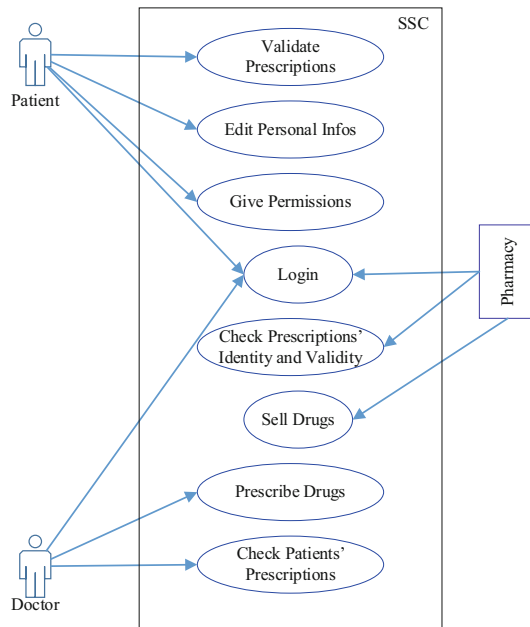 SSC
Validate
Prescriptions
Patient
Edit Personal Infos
Give Permissions
Login
Pharmacy
Check Prescriptions'
Identity and Validity
Sell Drugs
Prescribe Drugs
Check Patients'
Prescriptions
Doctor